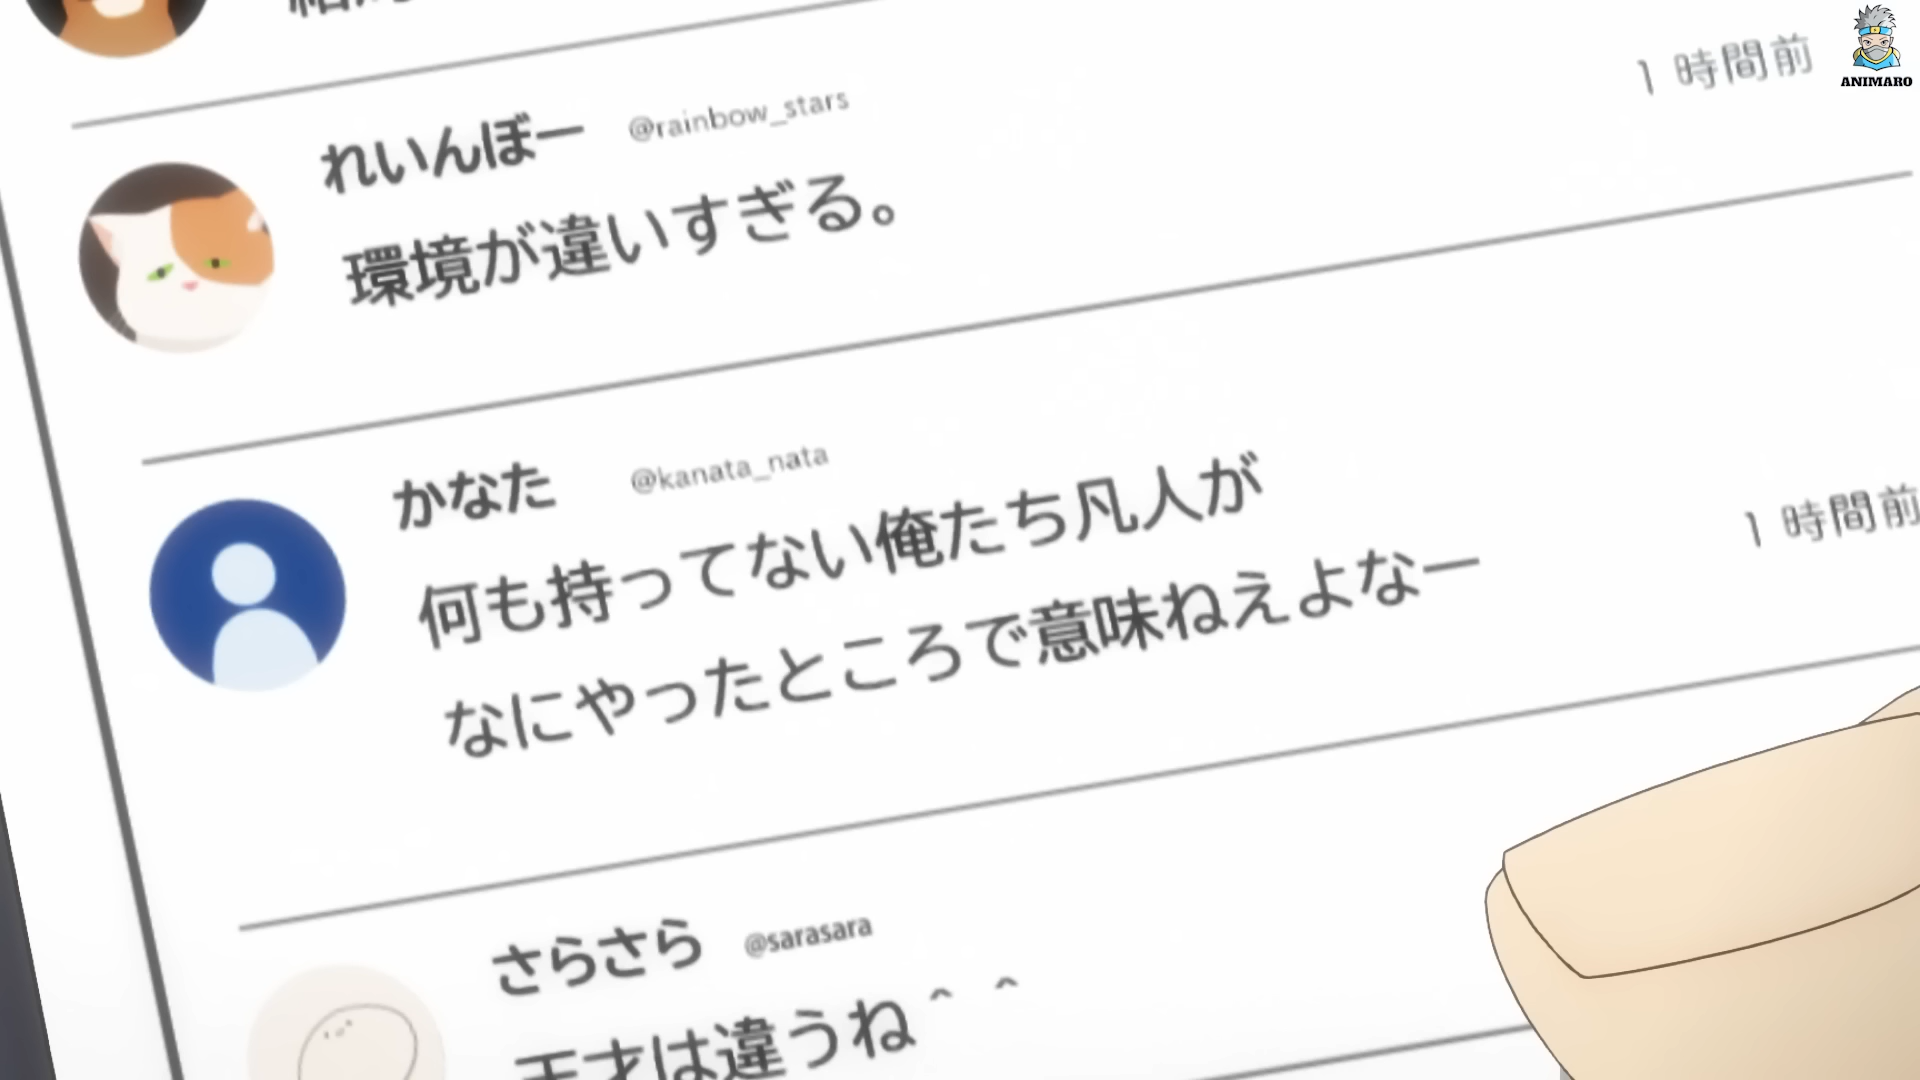 ANIMARO
1 時間前
れいんぼー @rainbow_stars
環境が違いすぎる。
かなた @kanata_nata
1 時間前
何も持ってない俺たち凡人が
なにやったところで意味ねえよなー
さらさら @sarasara
天才は違うね＾ ＾